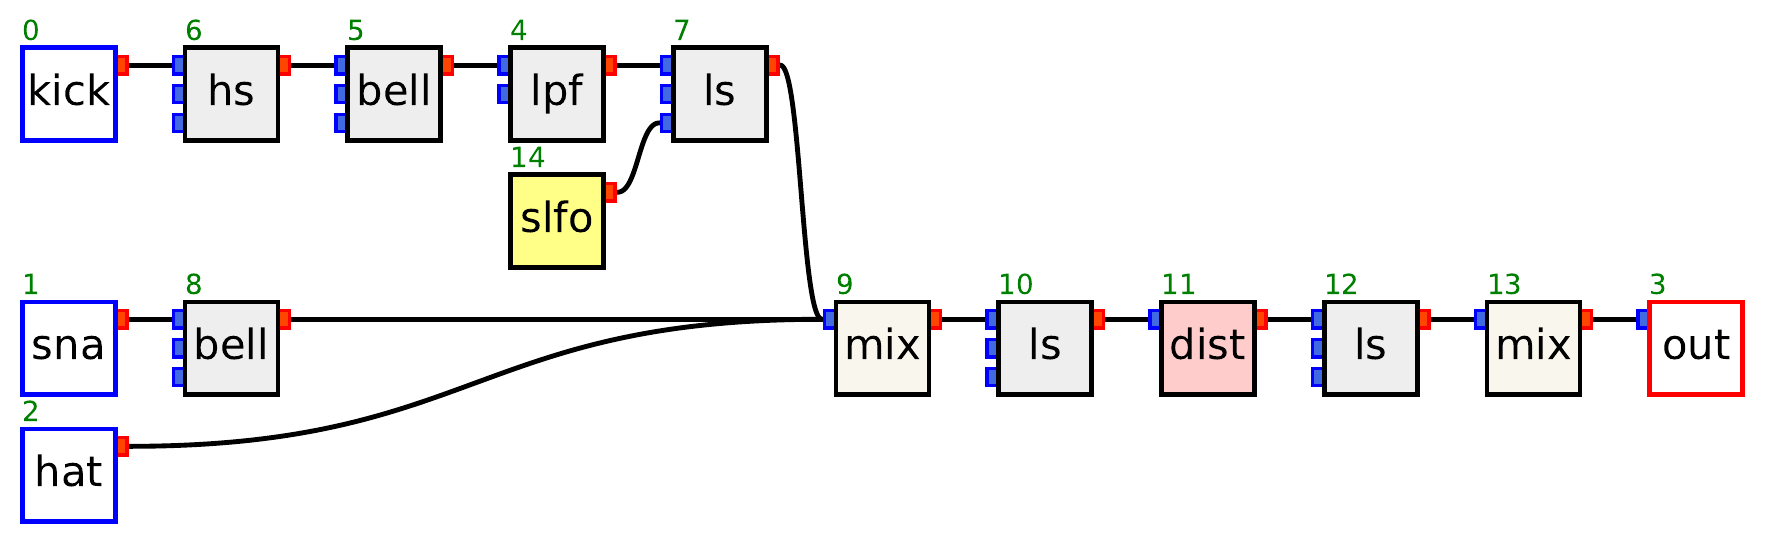 0 6 5 4 7
kick hs bell lpf ls
14
slfo
1 8 9 10 11 12 13 3
sna bell mix ls dist ls mix out
2
hat